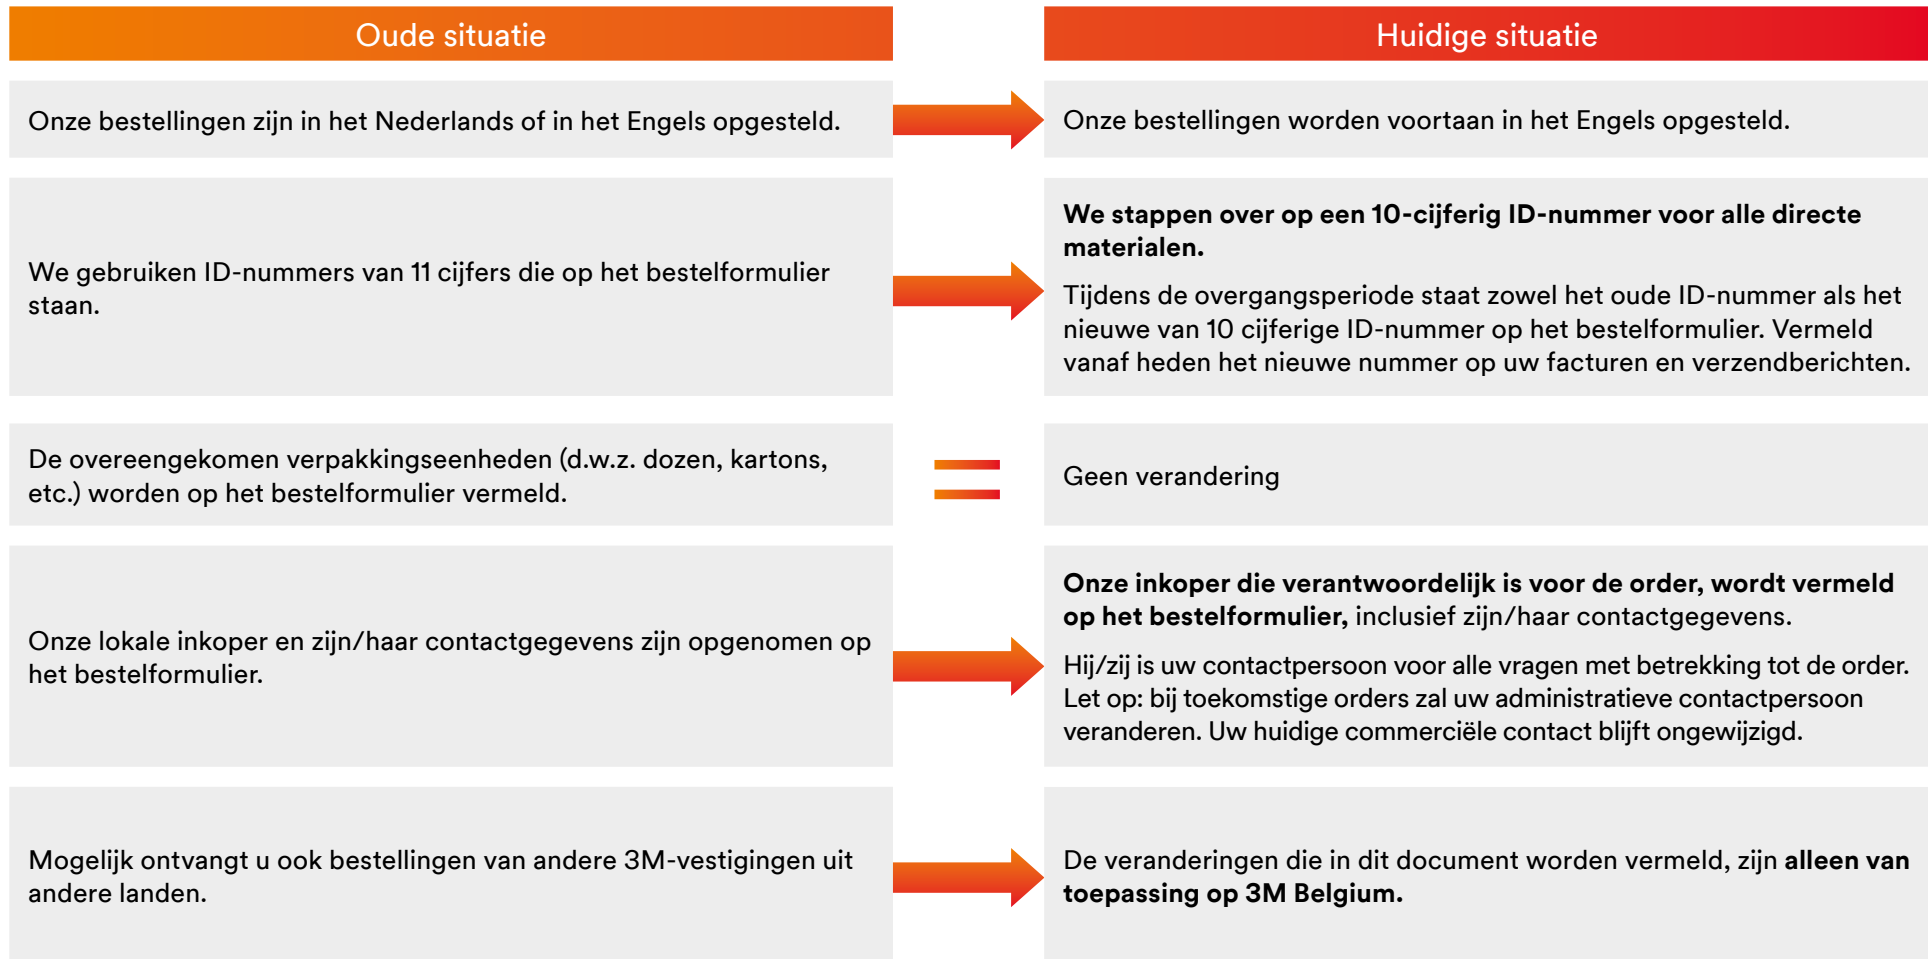 Oude situatie
Huidige situatie
Onze bestellingen zijn in het Nederlands of in het Engels opgesteld.
Onze bestellingen worden voortaan in het Engels opgesteld.
We gebruiken ID-nummers van 11 cijfers die op het bestelformulier
staan.
We stappen over op een 10-cijferig ID-nummer voor alle directe
materialen.
Tijdens de overgangsperiode staat zowel het oude ID-nummer als het
nieuwe van 10 cijferige ID-nummer op het bestelformulier. Vermeld
vanaf heden het nieuwe nummer op uw facturen en verzendberichten.
De overeengekomen verpakkingseenheden (d.w.z. dozen, kartons,
etc.) worden op het bestelformulier vermeld.
Geen verandering
Onze lokale inkoper en zijn/haar contactgegevens zijn opgenomen op
het bestelformulier.
Onze inkoper die verantwoordelijk is voor de order, wordt vermeld
op het bestelformulier, inclusief zijn/haar contactgegevens.
Hij/zij is uw contactpersoon voor alle vragen met betrekking tot de order.
Let op: bij toekomstige orders zal uw administratieve contactpersoon
veranderen. Uw huidige commerciële contact blijft ongewijzigd.
Mogelijk ontvangt u ook bestellingen van andere 3M-vestigingen uit
andere landen.
De veranderingen die in dit document worden vermeld, zijn alleen van
toepassing op 3M Belgium.